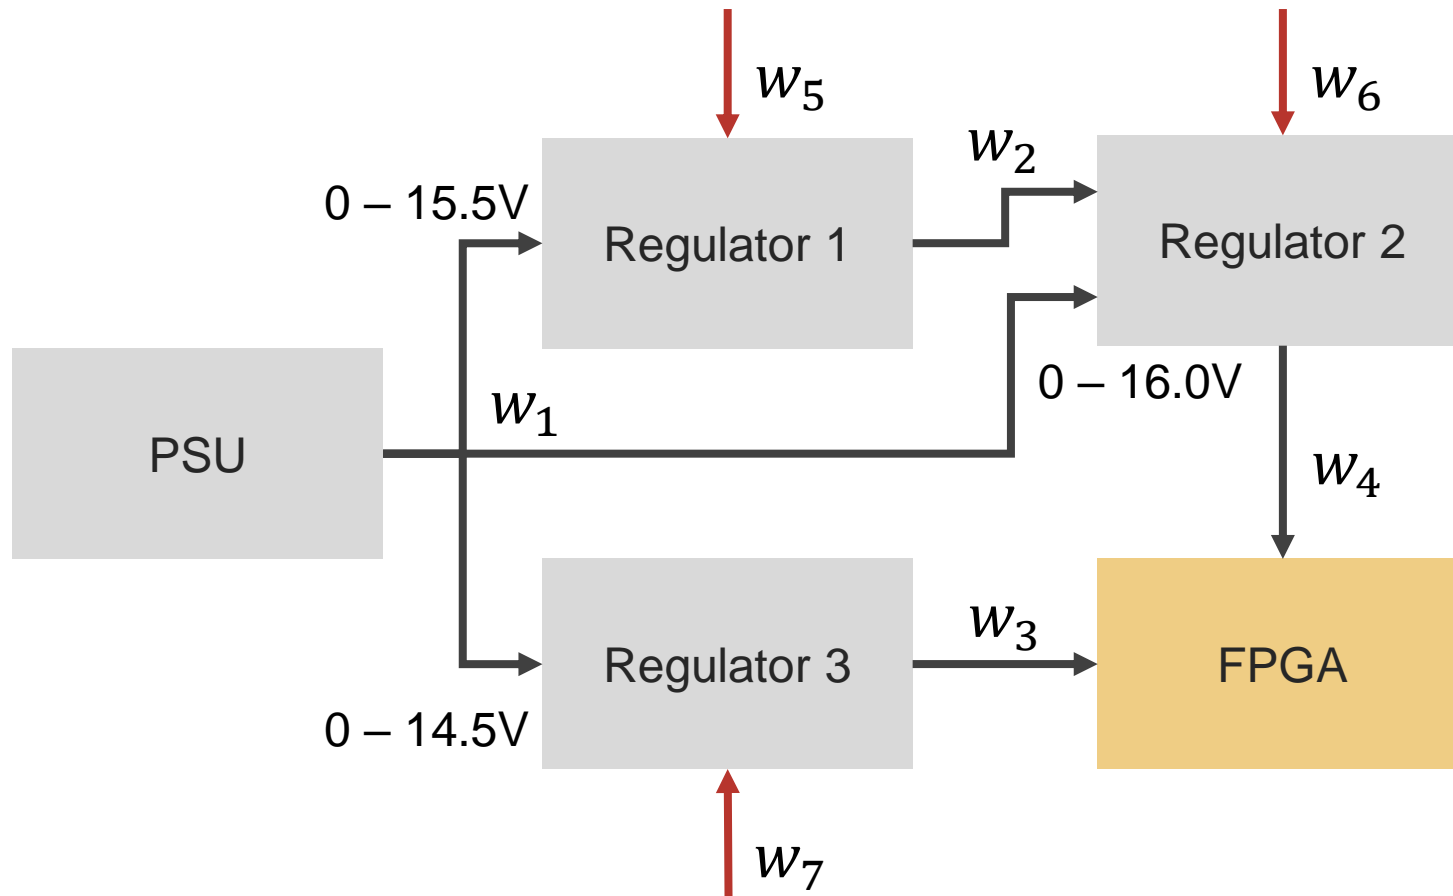 w₅
w₆
w₂
0 – 15.5V
Regulator 1
Regulator 2
0 – 16.0V
w₁
PSU
w₄
w₃
Regulator 3
FPGA
0 – 14.5V
w₇